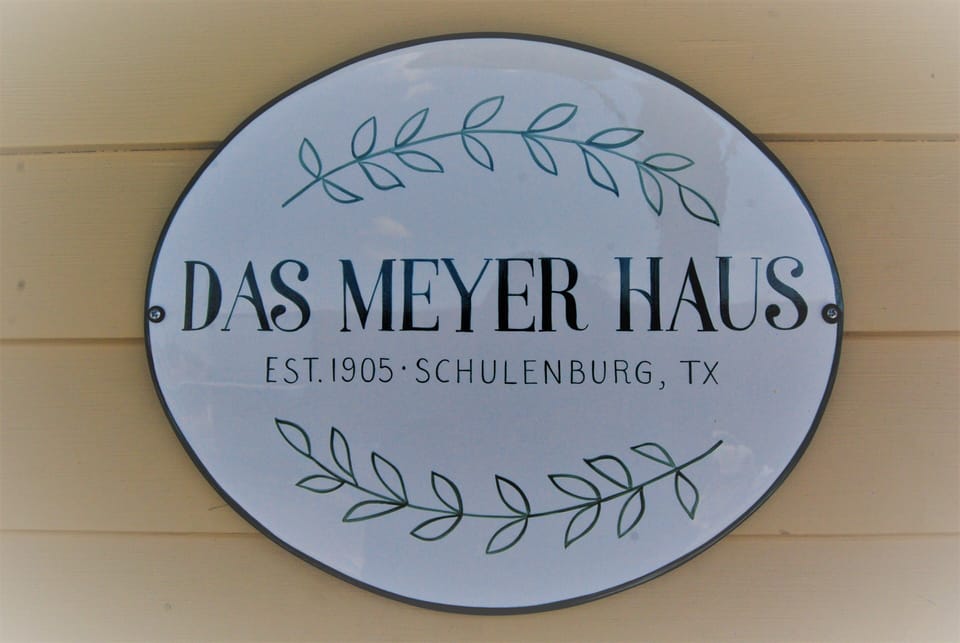 DAS MEYER HAUS
EST. 1905 · SCHULENBURG, TX